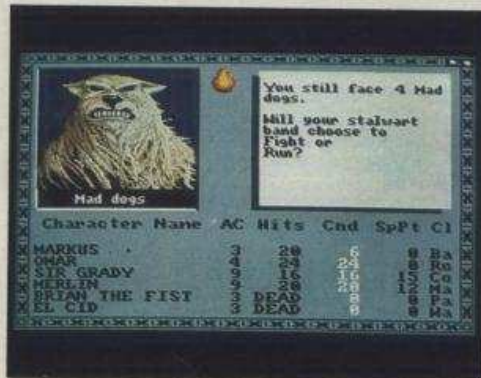 You still face 4 Mad
dogs.
Will your stalwart
band choose to
Fight or
Run?
Mad dogs
Character Name AC Hits Cnd SpPt Cl
MARKUS 3 20 6 0 Ba
OMAR 4 24 24 0 Ro
SIR GRADY 9 16 16 15 Co
MERLIN 9 20 20 12 Ma
BRIAN THE FIST 3 DEAD 0 0 Pa
EL CID 3 DEAD 0 0 Wa